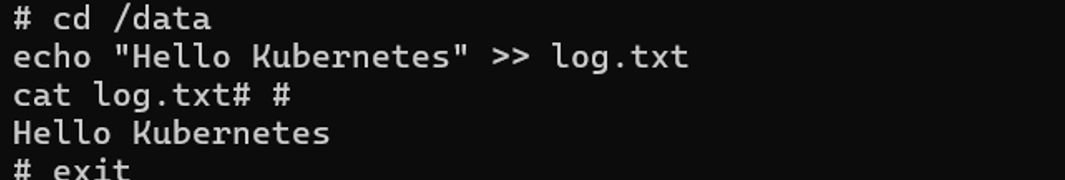 # cd /data
echo "Hello Kubernetes" >> log.txt
cat log.txt# #
Hello Kubernetes
# exit